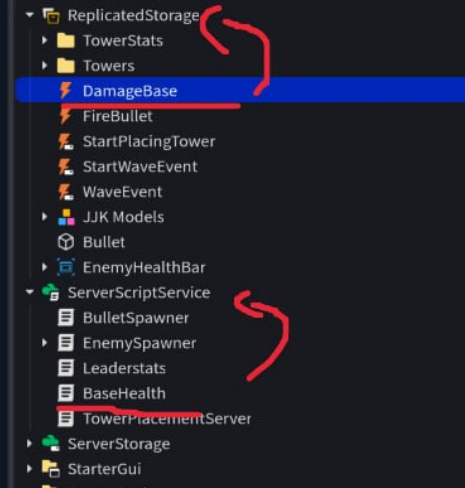 ReplicatedStorage
TowerStats
Towers
DamageBase
FireBullet
StartPlacingTower
StartWaveEvent
WaveEvent
JJK Models
Bullet
EnemyHealthBar
ServerScriptService
BulletSpawner
EnemySpawner
Leaderstats
BaseHealth
TowerPlacementServer
ServerStorage
StarterGui